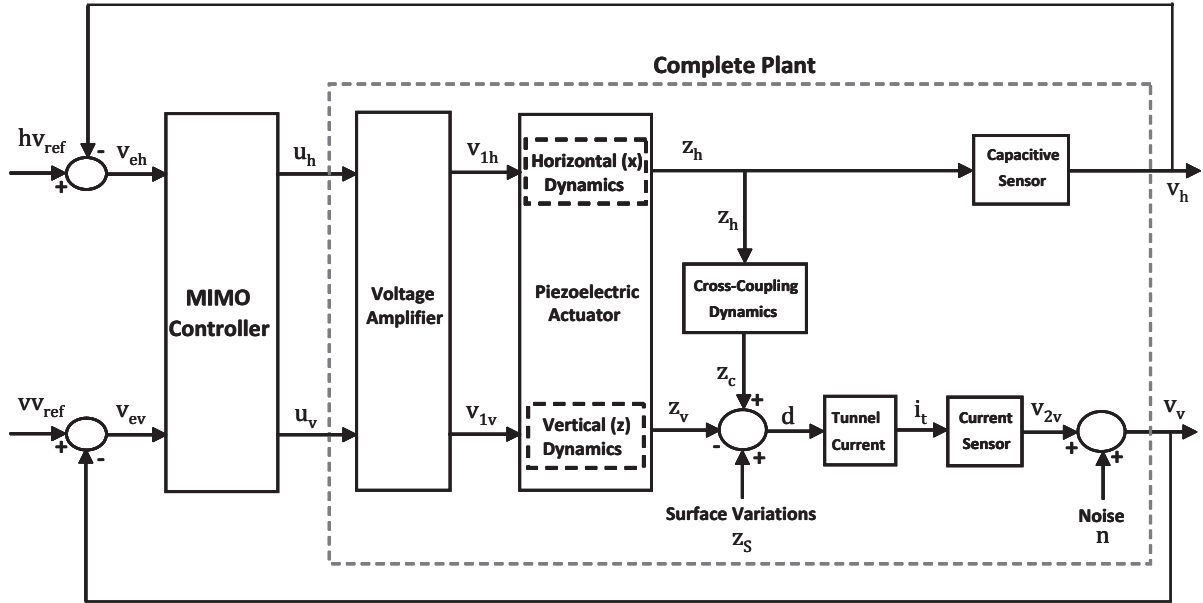 Complete Plant
hv_ref
-
+
v_eh
u_h
v_1h
Horizontal (x)
Dynamics
z_h
Capacitive
Sensor
v_h
z_h
MIMO
Controller
Voltage
Amplifier
Piezoelectric
Actuator
Cross-Coupling
Dynamics
z_c
+
vv_ref
+
-
v_ev
u_v
v_1v
Vertical (z)
Dynamics
z_v
-
+
d
Tunnel
Current
i_t
Current
Sensor
v_2v
+
+
v_v
Surface Variations
z_S
Noise
n